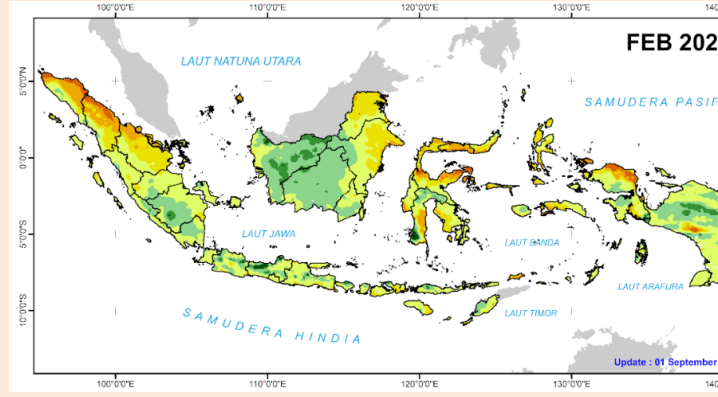 100°0'0"E 110°0'0"E 120°0'0"E 130°0'0"E 140
FEB 202
LAUT NATUNA UTARA
5°0'0"N
SAMUDERA PASIF
0°0'0"
LAUT JAWA
5°0'0"S
LAUT BANDA
LAUT ARAFURA
10°0'0"S
SAMUDERA HINDIA
LAUT TIMOR
Update : 01 September
100°0'0"E 110°0'0"E 120°0'0"E 130°0'0"E 140